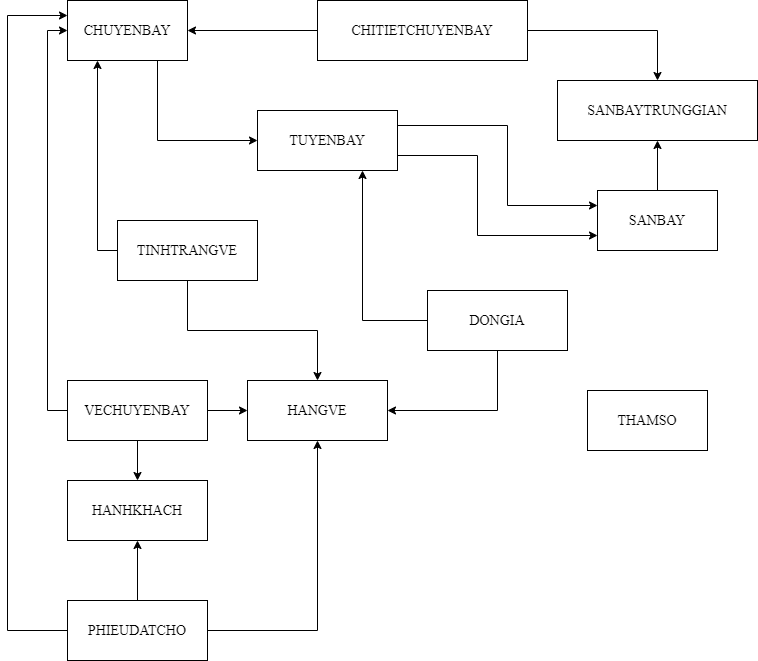 CHUYENBAY
CHITIETCHUYENBAY
SANBAYTRUNGGIAN
TUYENBAY
SANBAY
TINHTRANGVE
DONGIA
VECHUYENBAY
HANGVE
THAMSO
HANHKHACH
PHIEUDATCHO